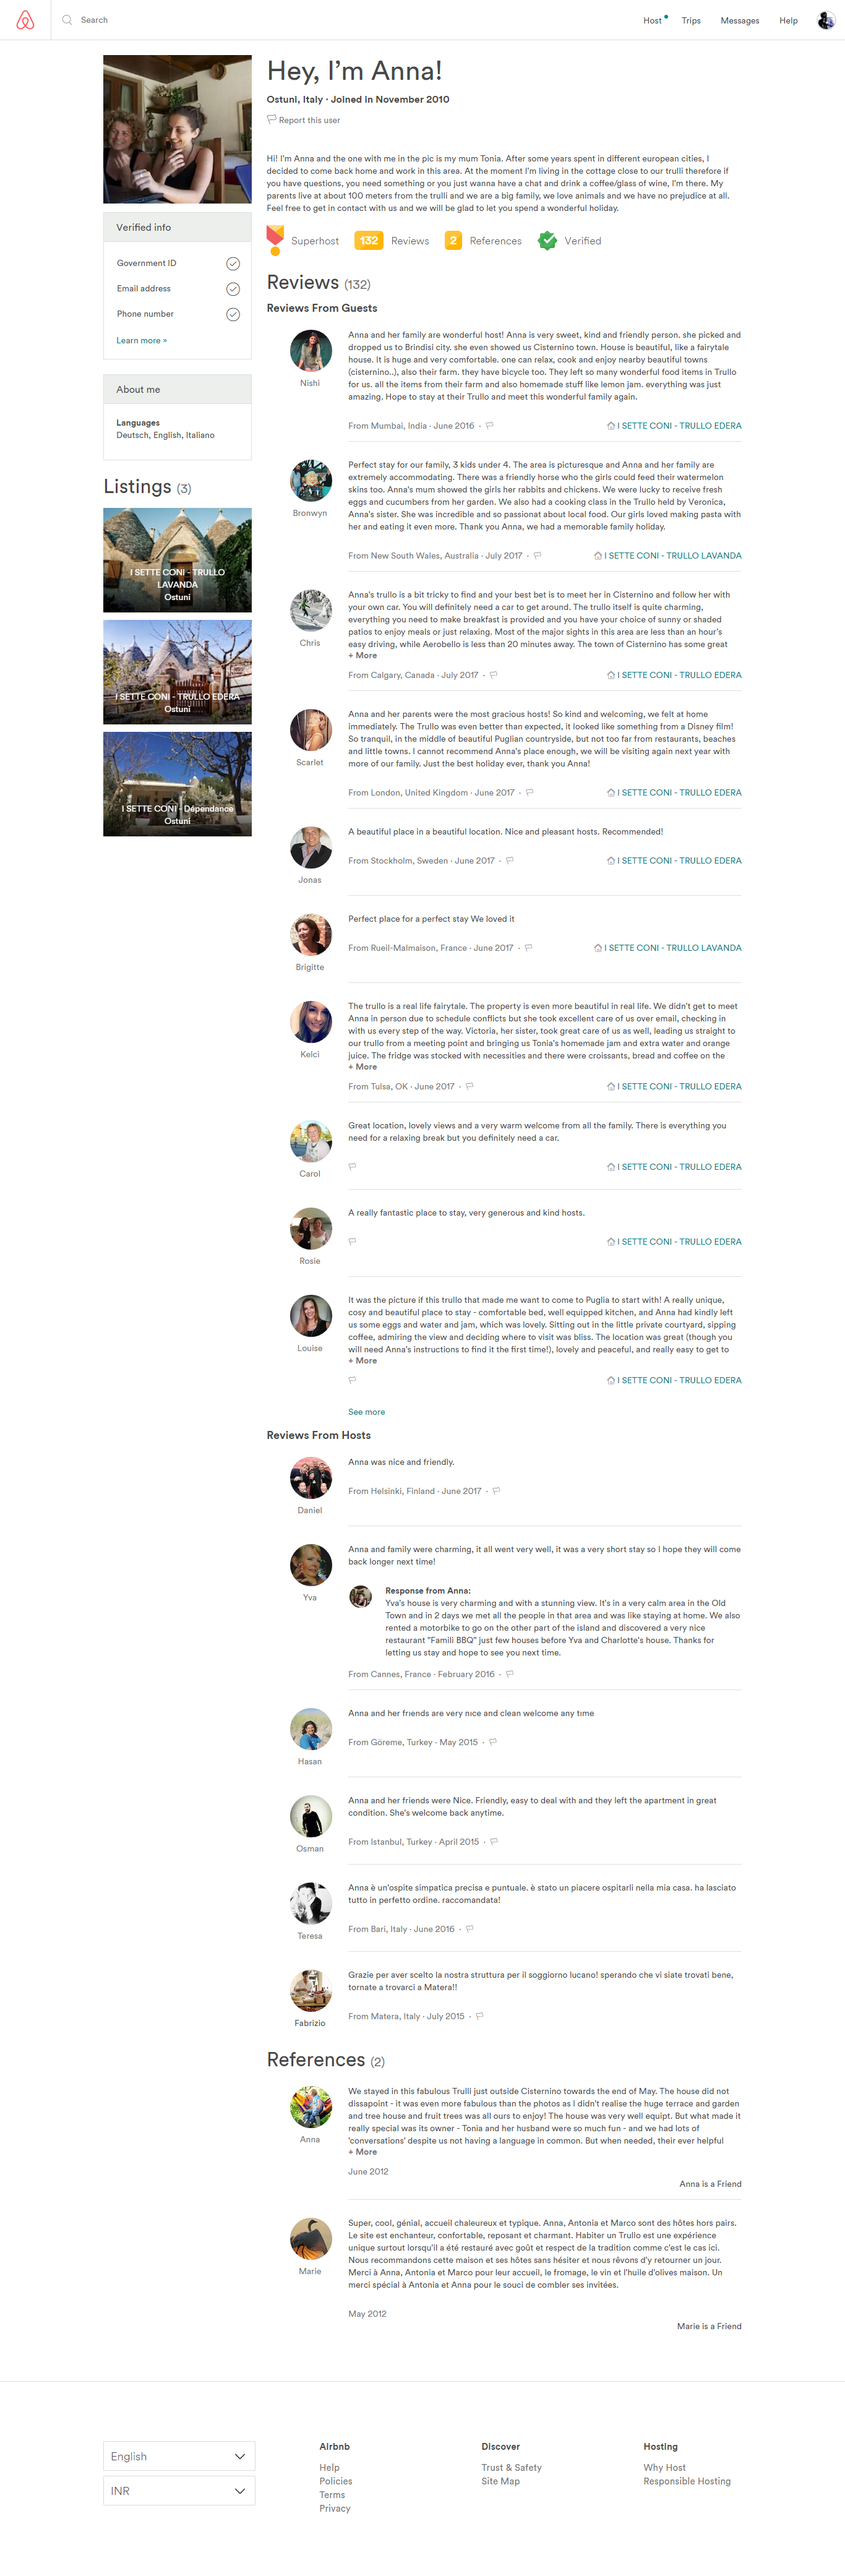 Search
Host
Trips
Messages
Help
Hey, I'm Anna!
Ostuni, Italy · Joined in November 2010
Report this user
Hi! I'm Anna and the one with me in the pic is my mum Tonia. After some years spent in different european cities, I
decided to come back home and work in this area. At the moment I'm living in the cottage close to our trulli therefore if
you have questions, you need something or you just wanna have a chat and drink a coffee/glass of wine, I'm there. My
parents live at about 100 meters from the trulli and we are a big family, we love animals and we have no prejudice at all.
Feel free to get in contact with us and we will be glad to let you spend a wonderful holiday.
Superhost
132 Reviews
2 References
Verified
Verified info
Government ID
Email address
Phone number
Learn more »
About me
Languages
Deutsch, English, Italiano
Listings (3)
I SETTE CONI - TRULLO
LAVANDA
Ostuni
I SETTE CONI - TRULLO EDERA
Ostuni
I SETTE CONI - Dépendance
Ostuni
Reviews (132)
Reviews From Guests
Nishi
Anna and her family are wonderful host! Anna is very sweet, kind and friendly person. she picked and
dropped us to Brindisi city. she even showed us Cisternino town. House is beautiful, like a fairytale
house. It is huge and very comfortable. one can relax, cook and enjoy nearby beautiful towns
(cisternino..), also their farm. they have bicycle too. They left so many wonderful food items in Trullo
for us. all the items from their farm and also homemade stuff like lemon jam. everything was just
amazing. Hope to stay at their Trullo and meet this wonderful family again.
From Mumbai, India · June 2016 ·
I SETTE CONI - TRULLO EDERA
Bronwyn
Perfect stay for our family, 3 kids under 4. The area is picturesque and Anna and her family are
extremely accommodating. There was a friendly horse who the girls could feed their watermelon
skins too. Anna's mum showed the girls her rabbits and chickens. We were lucky to receive fresh
eggs and cucumbers from her garden. We also had a cooking class in the Trullo held by Veronica,
Anna's sister. She was incredible and so passionat about local food. Our girls loved making pasta with
her and eating it even more. Thank you Anna, we had a memorable family holiday.
From New South Wales, Australia · July 2017 ·
I SETTE CONI - TRULLO LAVANDA
Chris
Anna's trullo is a bit tricky to find and your best bet is to meet her in Cisternino and follow her with
your own car. You will definitely need a car to get around. The trullo itself is quite charming,
everything you need to make breakfast is provided and you have your choice of sunny or shaded
patios to enjoy meals or just relaxing. Most of the major sights in this area are less than an hour's
easy driving, while Aerobello is less than 20 minutes away. The town of Cisternino has some great
+ More
From Calgary, Canada · July 2017 ·
I SETTE CONI - TRULLO EDERA
Scarlet
Anna and her parents were the most gracious hosts! So kind and welcoming, we felt at home
immediately. The Trullo was even better than expected, it looked like something from a Disney film!
So tranquil, in the middle of beautiful Puglian countryside, but not too far from restaurants, beaches
and little towns. I cannot recommend Anna's place enough, we will be visiting again next year with
more of our family. Just the best holiday ever, thank you Anna!
From London, United Kingdom · June 2017 ·
I SETTE CONI - TRULLO EDERA
Jonas
A beautiful place in a beautiful location. Nice and pleasant hosts. Recommended!
From Stockholm, Sweden · June 2017 ·
I SETTE CONI - TRULLO EDERA
Brigitte
Perfect place for a perfect stay We loved it
From Rueil-Malmaison, France · June 2017 ·
I SETTE CONI - TRULLO LAVANDA
Kelci
The trullo is a real life fairytale. The property is even more beautiful in real life. We didn't get to meet
Anna in person due to schedule conflicts but she took excellent care of us over email, checking in
with us every step of the way. Victoria, her sister, took great care of us as well, leading us straight to
our trullo from a meeting point and bringing us Tonia's homemade jam and extra water and orange
juice. The fridge was stocked with necessities and there were croissants, bread and coffee on the
+ More
From Tulsa, OK · June 2017 ·
I SETTE CONI - TRULLO EDERA
Carol
Great location, lovely views and a very warm welcome from all the family. There is everything you
need for a relaxing break but you definitely need a car.
I SETTE CONI - TRULLO EDERA
Rosie
A really fantastic place to stay, very generous and kind hosts.
I SETTE CONI - TRULLO EDERA
Louise
It was the picture if this trullo that made me want to come to Puglia to start with! A really unique,
cosy and beautiful place to stay - comfortable bed, well equipped kitchen, and Anna had kindly left
us some eggs and water and jam, which was lovely. Sitting out in the little private courtyard, sipping
coffee, admiring the view and deciding where to visit was bliss. The location was great (though you
will need Anna's instructions to find it the first time!), lovely and peaceful, and really easy to get to
+ More
I SETTE CONI - TRULLO EDERA
See more
Reviews From Hosts
Daniel
Anna was nice and friendly.
From Helsinki, Finland · June 2017 ·
Yva
Anna and family were charming, it all went very well, it was a very short stay so I hope they will come
back longer next time!
Response from Anna:
Yva's house is very charming and with a stunning view. It's in a very calm area in the Old
Town and in 2 days we met all the people in that area and was like staying at home. We also
rented a motorbike to go on the other part of the island and discovered a very nice
restaurant "Famili BBQ" just few houses before Yva and Charlotte's house. Thanks for
letting us stay and hope to see you next time.
From Cannes, France · February 2016 ·
Hasan
Anna and her frıends are very nıce and clean welcome any tıme
From Göreme, Turkey · May 2015 ·
Osman
Anna and her friends were Nice. Friendly, easy to deal with and they left the apartment in great
condition. She's welcome back anytime.
From Istanbul, Turkey · April 2015 ·
Teresa
Anna è un'ospite simpatica precisa e puntuale. è stato un piacere ospitarli nella mia casa. ha lasciato
tutto in perfetto ordine. raccomandata!
From Bari, Italy · June 2016 ·
Fabrizio
Grazie per aver scelto la nostra struttura per il soggiorno lucano! sperando che vi siate trovati bene,
tornate a trovarci a Matera!!
From Matera, Italy · July 2015 ·
References (2)
Anna
We stayed in this fabulous Trulli just outside Cisternino towards the end of May. The house did not
dissapoint - it was even more fabulous than the photos as I didn't realise the huge terrace and garden
and tree house and fruit trees was all ours to enjoy! The house was very well equipt. But what made it
really special was its owner - Tonia and her husband were so much fun - and we had lots of
'conversations' despite us not having a language in common. But when needed, their ever helpful
+ More
June 2012
Anna is a Friend
Marie
Super, cool, génial, accueil chaleureux et typique. Anna, Antonia et Marco sont des hôtes hors pairs.
Le site est enchanteur, confortable, reposant et charmant. Habiter un Trullo est une expérience
unique surtout lorsqu'il a été restauré avec goût et respect de la tradition comme c'est le cas ici.
Nous recommandons cette maison et ses hôtes sans hésiter et nous rêvons d'y retourner un jour.
Merci à Anna, Antonia et Marco pour leur accueil, le fromage, le vin et l'huile d'olives maison. Un
merci spécial à Antonia et Anna pour le souci de combler ses invitées.
May 2012
Marie is a Friend
English
INR
Airbnb
Help
Policies
Terms
Privacy
Discover
Trust & Safety
Site Map
Hosting
Why Host
Responsible Hosting